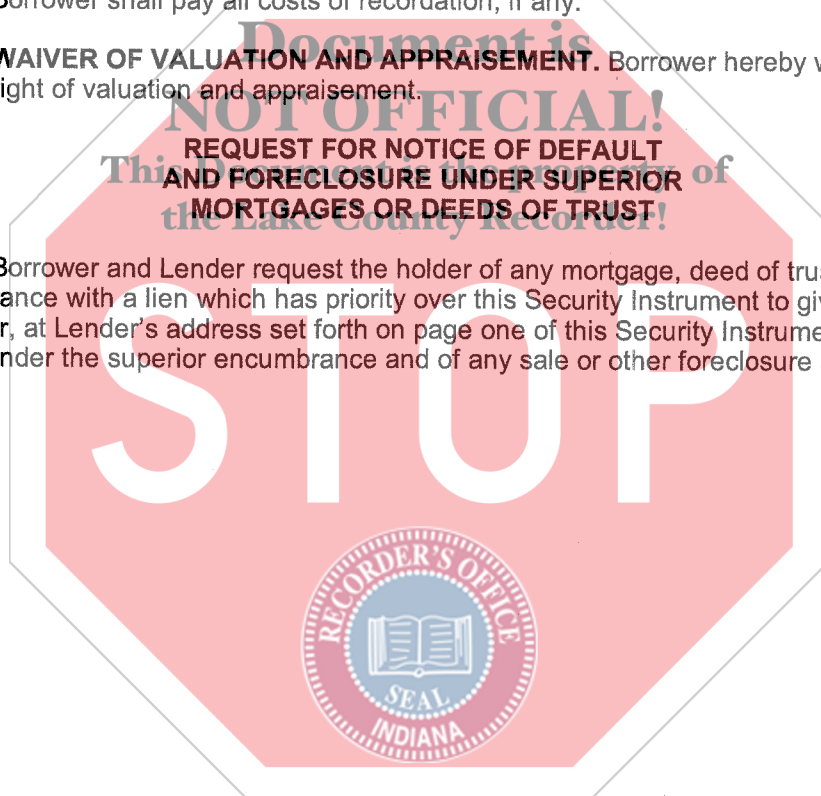 Borrower shall pay all costs of recordation, if any.
Document is
WAIVER OF VALUATION AND APPRAISEMENT. Borrower hereby
ight of valuation and appraisement.
NOT OFFICIAL!
REQUEST FOR NOTICE OF DEFAULT
This Document is the property of
AND FORECLOSURE UNDER SUPERIOR
MORTGAGES OR DEEDS OF TRUST
the Lake County Recorder!
Borrower and Lender request the holder of any mortgage, deed of tru
ance with a lien which has priority over this Security Instrument to gi
r, at Lender's address set forth on page one of this Security Instrume
nder the superior encumbrance and of any sale or other foreclosure
STOP
RECORDER'S OFFICE
SEAL
INDIANA